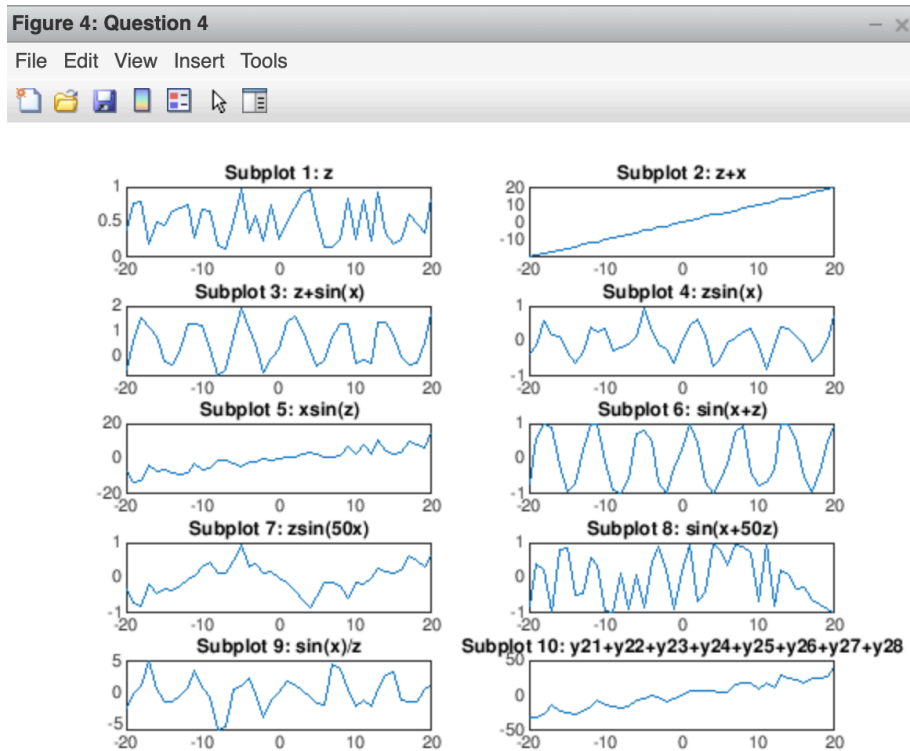 Figure 4: Question 4
File Edit View Insert Tools
Subplot 1: z
1
0.5
0
-20 -10 0 10 20
Subplot 2: z+x
20
10
0
-10
-20 -10 0 10 20
Subplot 3: z+sin(x)
2
1
0
-20 -10 0 10 20
Subplot 4: zsin(x)
1
0
-1
-20 -10 0 10 20
Subplot 5: xsin(z)
20
0
-20
-20 -10 0 10 20
Subplot 6: sin(x+z)
1
0
-1
-20 -10 0 10 20
Subplot 7: zsin(50x)
1
0
-1
-20 -10 0 10 20
Subplot 8: sin(x+50z)
1
0
-1
-20 -10 0 10 20
Subplot 9: sin(x)/z
5
0
-5
-20 -10 0 10 20
Subplot 10: y21+y22+y23+y24+y25+y26+y27+y28
50
0
-50
-20 -10 0 10 20